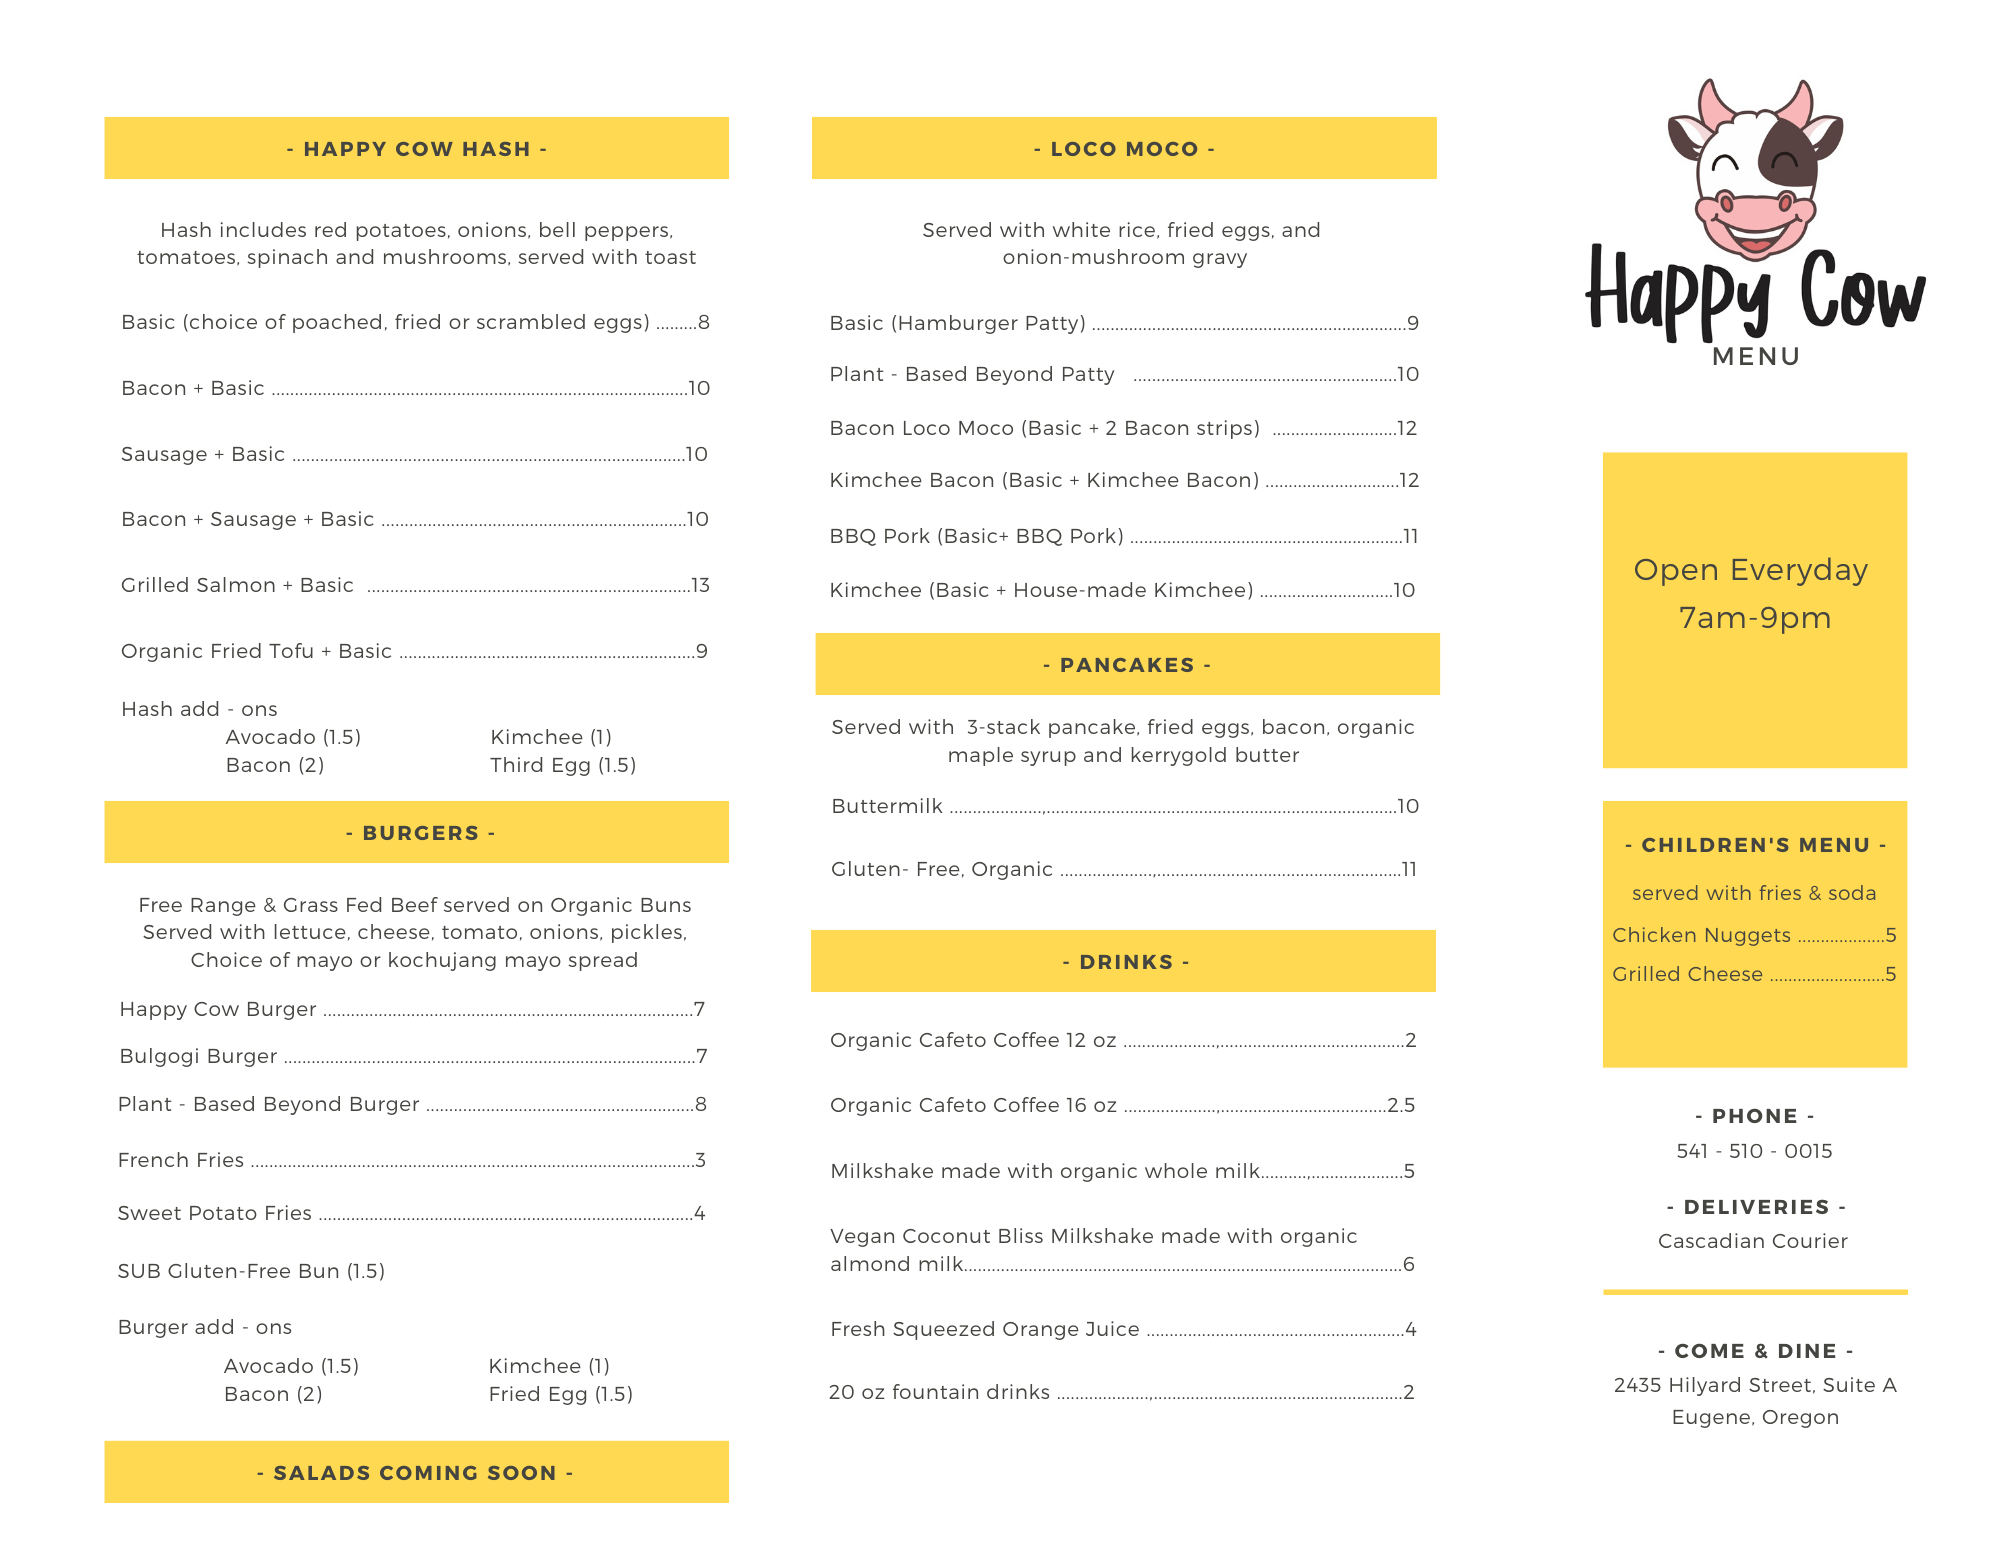 - HAPPY COW HASH -
Hash includes red potatoes, onions, bell peppers,
tomatoes, spinach and mushrooms, served with toast
Basic (choice of poached, fried or scrambled eggs) .........8
Bacon + Basic ..........................................................................................10
Sausage + Basic .....................................................................................10
Bacon + Sausage + Basic ..................................................................10
Grilled Salmon + Basic ......................................................................13
Organic Fried Tofu + Basic ................................................................9
Hash add - ons
Avocado (1.5) Kimchee (1)
Bacon (2) Third Egg (1.5)
- BURGERS -
Free Range & Grass Fed Beef served on Organic Buns
Served with lettuce, cheese, tomato, onions, pickles,
Choice of mayo or kochujang mayo spread
Happy Cow Burger ................................................................................7
Bulgogi Burger .........................................................................................7
Plant - Based Beyond Burger ..........................................................8
French Fries ................................................................................................3
Sweet Potato Fries .................................................................................4
SUB Gluten-Free Bun (1.5)
Burger add - ons
Avocado (1.5) Kimchee (1)
Bacon (2) Fried Egg (1.5)
- SALADS COMING SOON -
- LOCO MOCO -
Served with white rice, fried eggs, and
onion-mushroom gravy
Basic (Hamburger Patty) ....................................................................9
Plant - Based Beyond Patty .........................................................10
Bacon Loco Moco (Basic + 2 Bacon strips) ...........................12
Kimchee Bacon (Basic + Kimchee Bacon) .............................12
BBQ Pork (Basic+ BBQ Pork) ...........................................................11
Kimchee (Basic + House-made Kimchee) .............................10
- PANCAKES -
Served with 3-stack pancake, fried eggs, bacon, organic
maple syrup and kerrygold butter
Buttermilk ....................,............................................................................10
Gluten- Free, Organic ....................,.....................................................11
- DRINKS -
Organic Cafeto Coffee 12 oz ....................,........................................2
Organic Cafeto Coffee 16 oz ....................,....................................2.5
Milkshake made with organic whole milk..........,....................5
Vegan Coconut Bliss Milkshake made with organic
almond milk...............................................................................................6
Fresh Squeezed Orange Juice ........................................................4
20 oz fountain drinks ....................,......................................................2
Happy Cow
MENU
Open Everyday
7am-9pm
- CHILDREN'S MENU -
served with fries & soda
Chicken Nuggets ...................5
Grilled Cheese .........................5
- PHONE -
541 - 510 - 0015
- DELIVERIES -
Cascadian Courier
- COME & DINE -
2435 Hilyard Street, Suite A
Eugene, Oregon